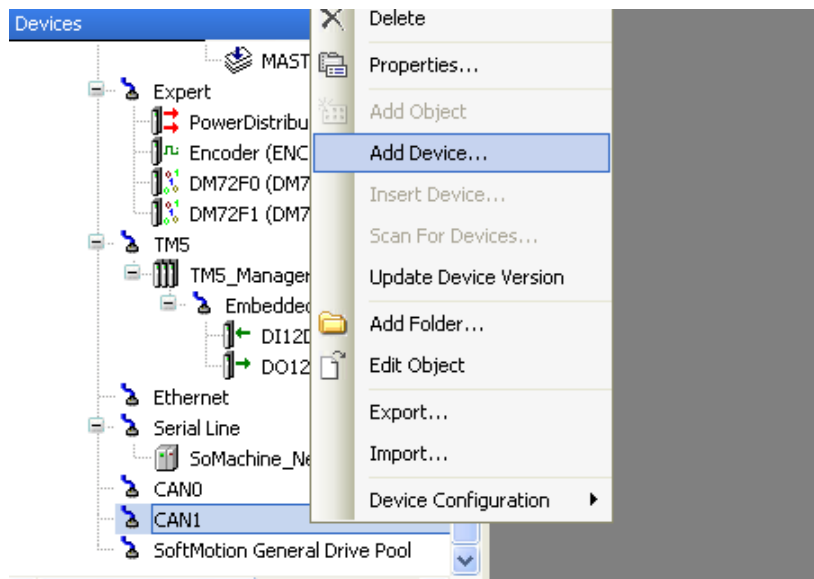 Devices
MAST
Expert
PowerDistribu
Encoder (ENC
DM72F0 (DM7
DM72F1 (DM7
TM5
TM5_Manager
Embedded
DI12D
DO12
Ethernet
Serial Line
SoMachine_Ne
CAN0
CAN1
SoftMotion General Drive Pool
Delete
Properties...
Add Object
Add Device...
Insert Device...
Scan For Devices...
Update Device Version
Add Folder...
Edit Object
Export...
Import...
Device Configuration